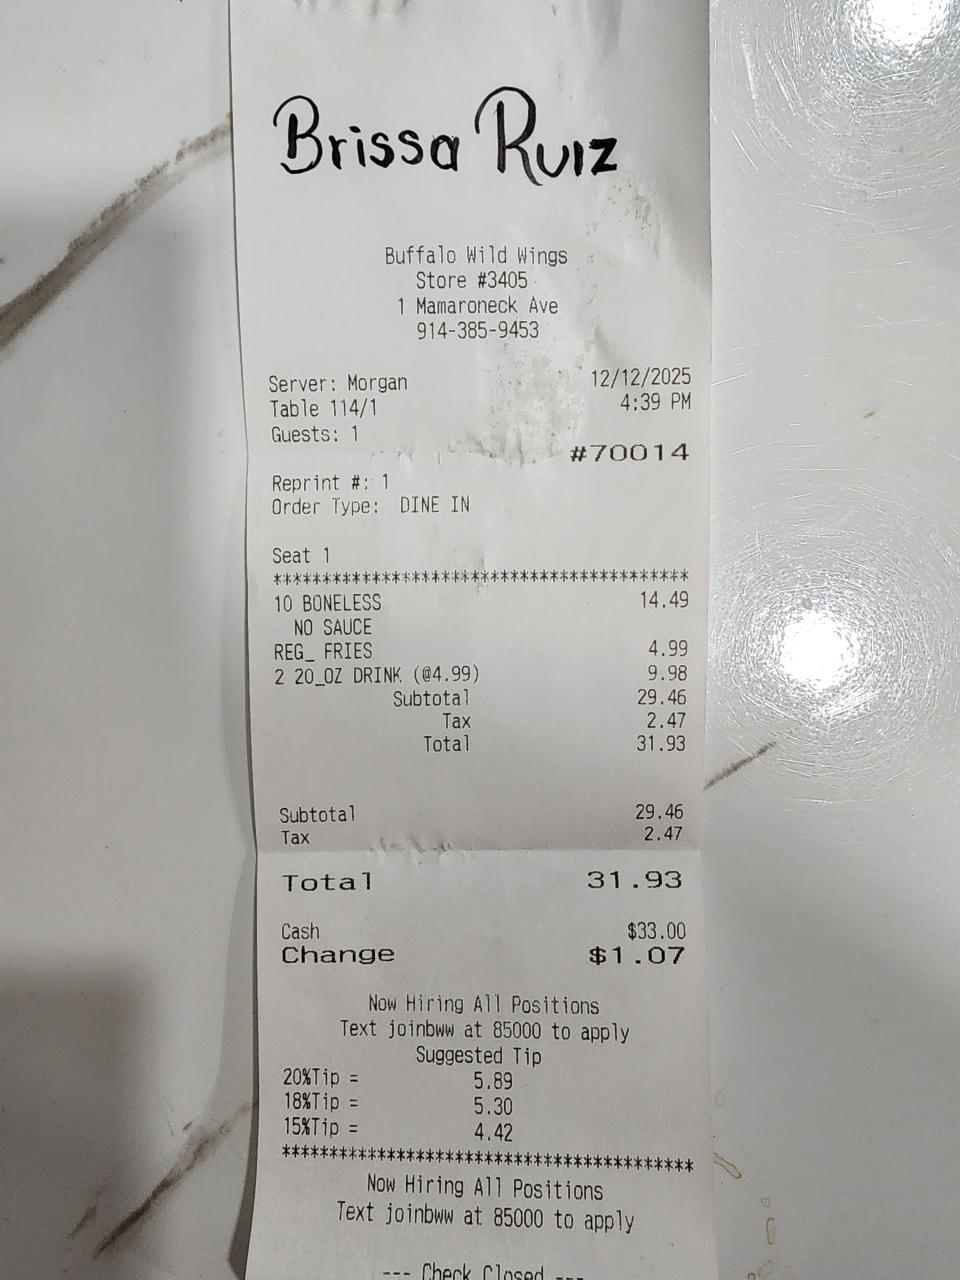 Brissa Ruiz
Buffalo Wild Wings
Store #3405
1 Mamaroneck Ave
914-385-9453
Server: Morgan 12/12/2025
Table 114/1 4:39 PM
Guests: 1
#70014
Reprint #: 1
Order Type: DINE IN
Seat 1
*****************************************
10 BONELESS 14.49
NO SAUCE
REG_ FRIES 4.99
2 20_OZ DRINK (@4.99) 9.98
Subtotal 29.46
Tax 2.47
Total 31.93
Subtotal 29.46
Tax 2.47
Total 31.93
Cash $33.00
Change $1.07
Now Hiring All Positions
Text joinbww at 85000 to apply
Suggested Tip
20%Tip = 5.89
18%Tip = 5.30
15%Tip = 4.42
*****************************************
Now Hiring All Positions
Text joinbww at 85000 to apply
--- Check Closed ---